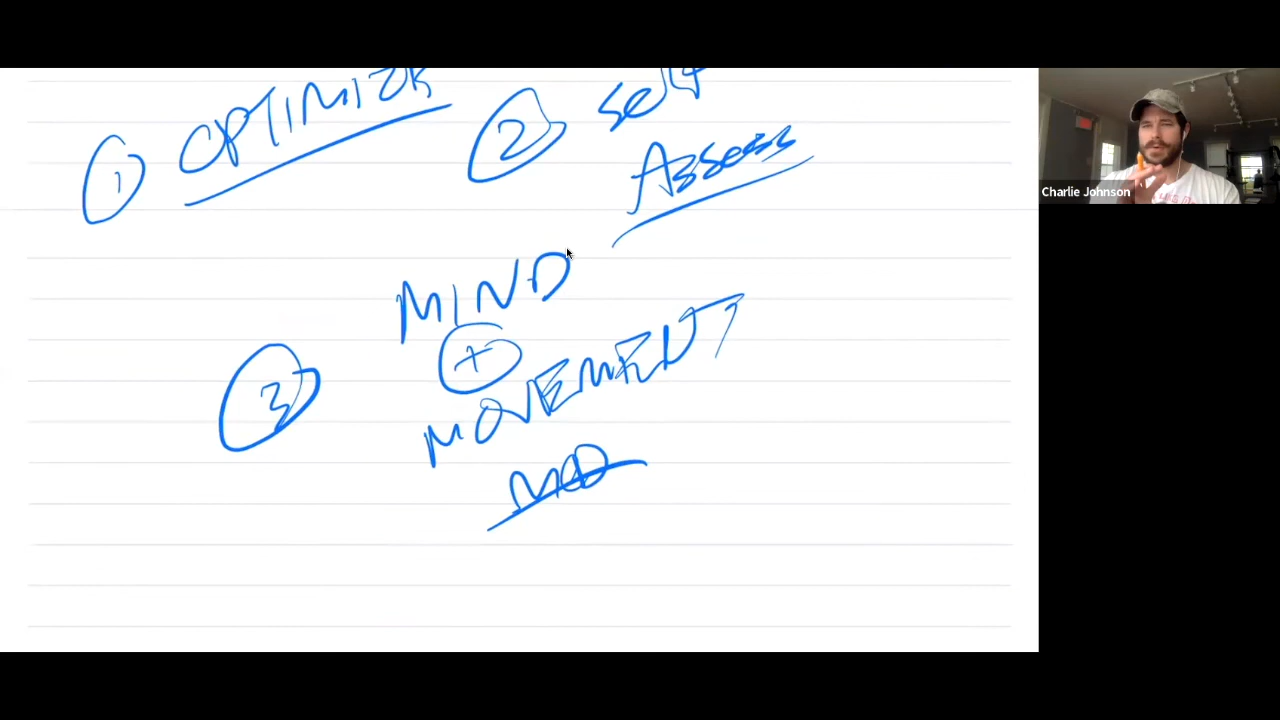 ① OPTIMIZE
② Self
Assess
③
MIND
+
MOVEMENT
Charlie Johnson